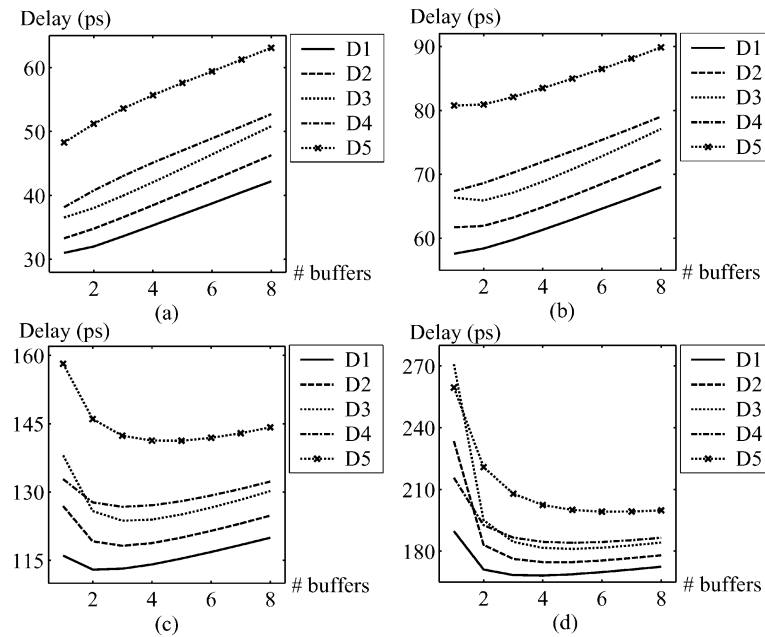 Delay (ps)
60
50
40
30
2 4 6 8
# buffers
(a)
D1
D2
D3
D4
D5
Delay (ps)
90
80
70
60
2 4 6 8
# buffers
(b)
D1
D2
D3
D4
D5
Delay (ps)
160
145
130
115
2 4 6 8
# buffers
(c)
D1
D2
D3
D4
D5
Delay (ps)
270
240
210
180
2 4 6 8
# buffers
(d)
D1
D2
D3
D4
D5